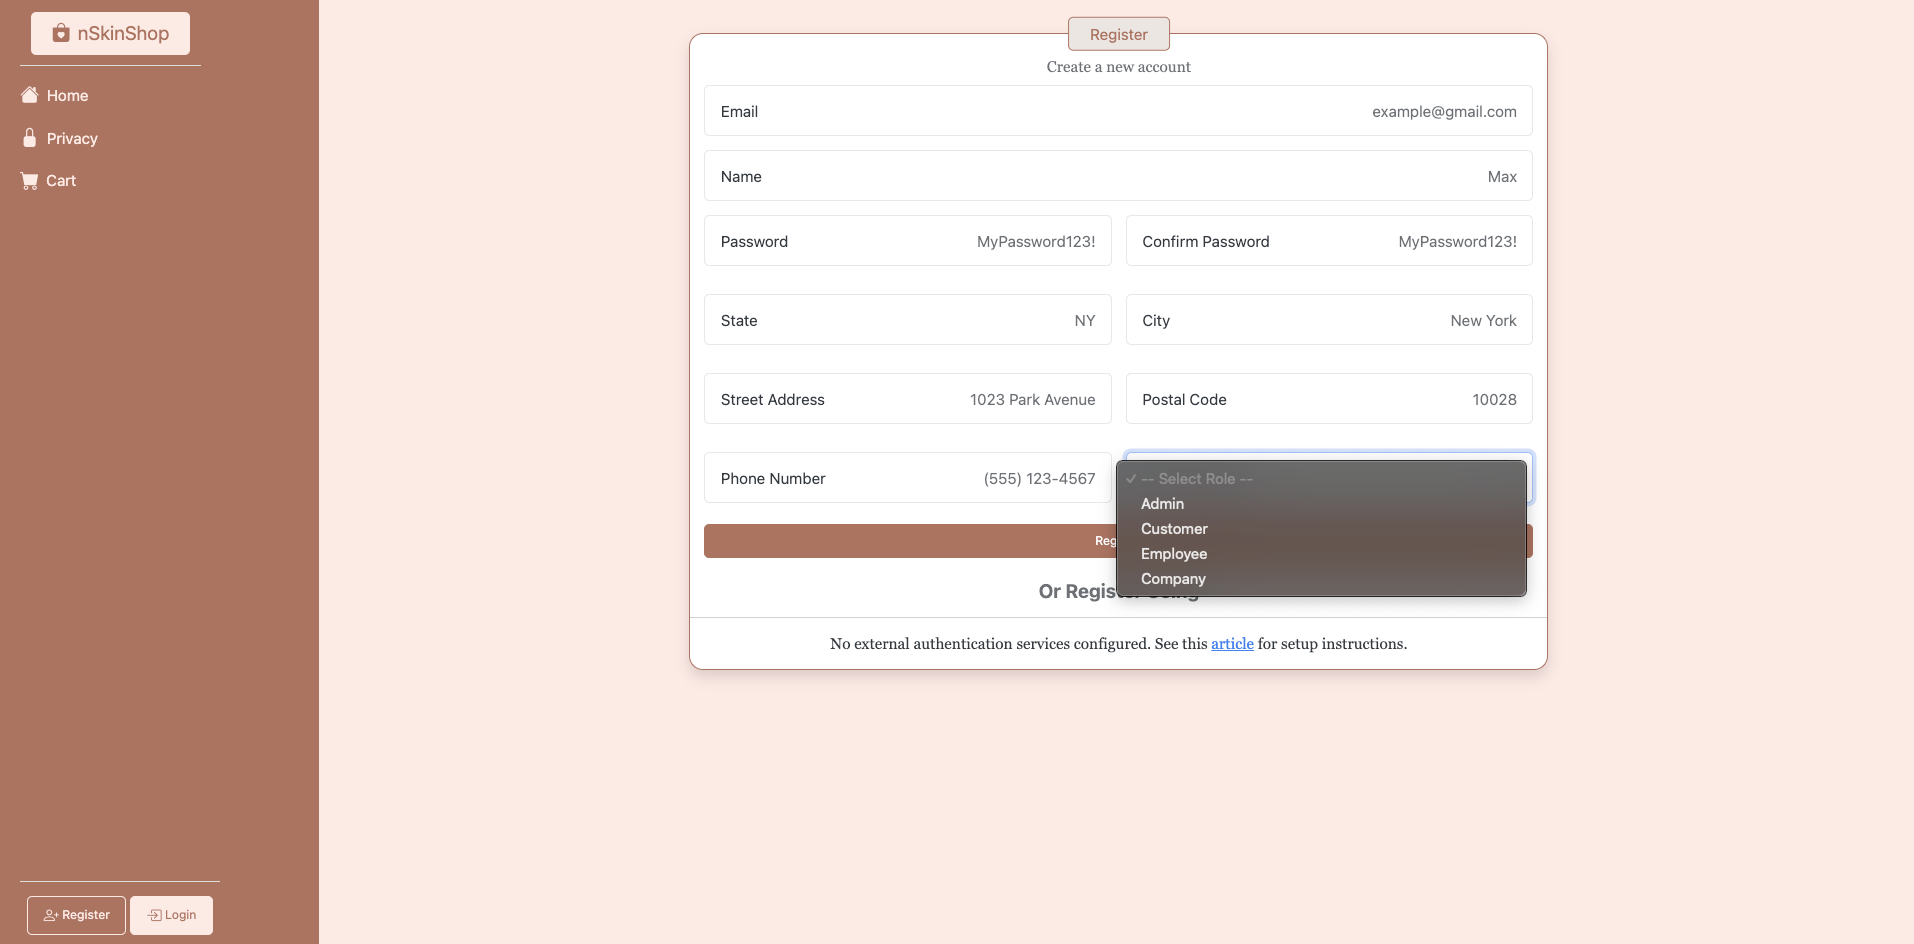 nSkinShop
Home
Privacy
Cart
Register
Login
Register
Create a new account
Email example@gmail.com
Name Max
Password MyPassword123!
Confirm Password MyPassword123!
State NY
City New York
Street Address 1023 Park Avenue
Postal Code 10028
Phone Number (555) 123-4567
-- Select Role --
Admin
Customer
Employee
Company
Reg
Or Regis
No external authentication services configured. See this article for setup instructions.